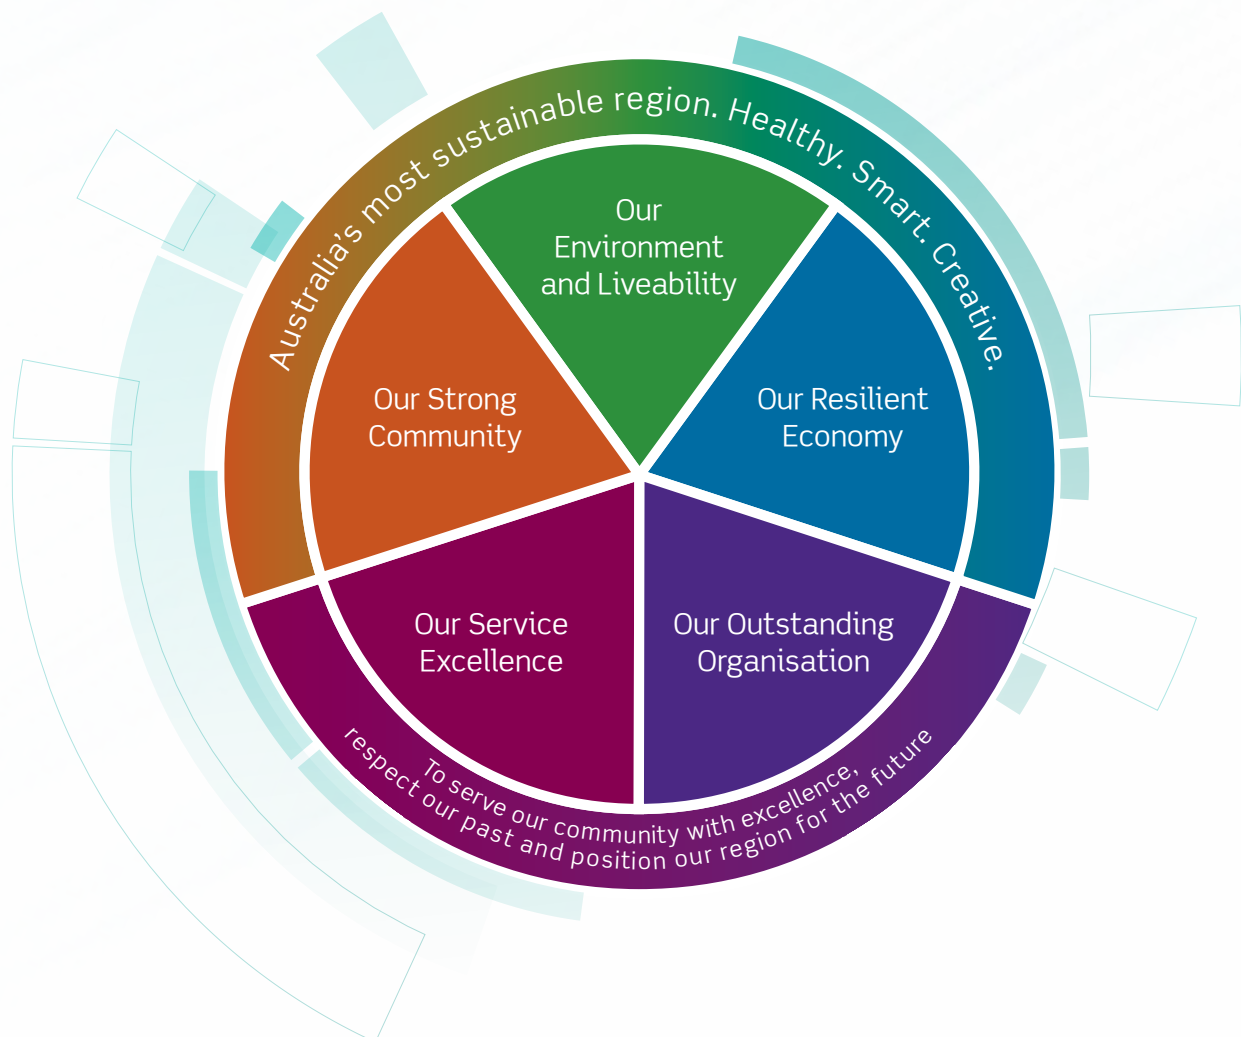 Australia’s most sustainable region. Healthy. Smart. Creative.
Our
Environment
and Liveability
Our Strong
Community
Our Resilient
Economy
Our Service
Excellence
Our Outstanding
Organisation
To serve our community with excellence,
respect our past and position our region for the future